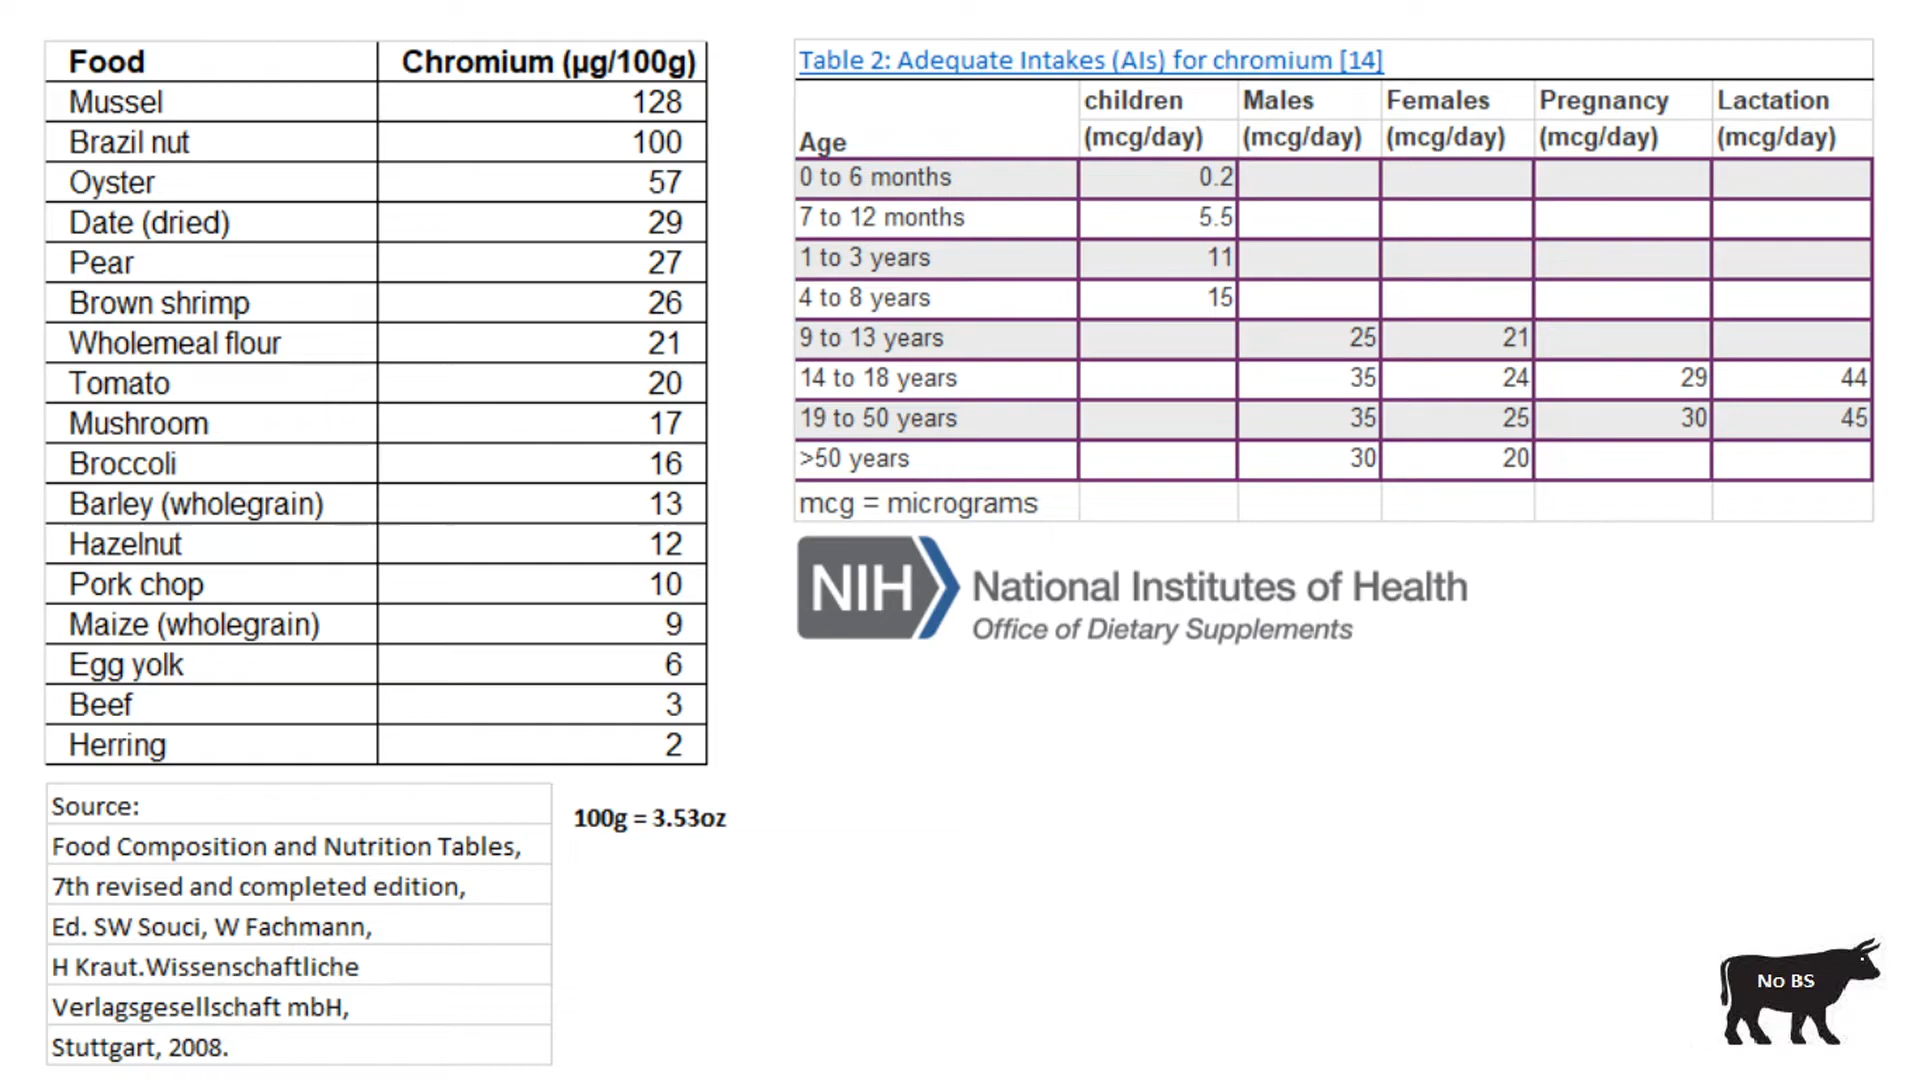 Food Chromium (µg/100g)
Mussel 128
Brazil nut 100
Oyster 57
Date (dried) 29
Pear 27
Brown shrimp 26
Wholemeal flour 21
Tomato 20
Mushroom 17
Broccoli 16
Barley (wholegrain) 13
Hazelnut 12
Pork chop 10
Maize (wholegrain) 9
Egg yolk 6
Beef 3
Herring 2
Source:
Food Composition and Nutrition Tables,
7th revised and completed edition,
Ed. SW Souci, W Fachmann,
H Kraut.Wissenschaftliche
Verlagsgesellschaft mbH,
Stuttgart, 2008.
100g = 3.53oz
Table 2: Adequate Intakes (AIs) for chromium [14]
children Males Females Pregnancy Lactation
Age (mcg/day) (mcg/day) (mcg/day) (mcg/day) (mcg/day)
0 to 6 months 0.2
7 to 12 months 5.5
1 to 3 years 11
4 to 8 years 15
9 to 13 years 25 21
14 to 18 years 35 24 29 44
19 to 50 years 35 25 30 45
>50 years 30 20
mcg = micrograms
NIH National Institutes of Health
Office of Dietary Supplements
No BS